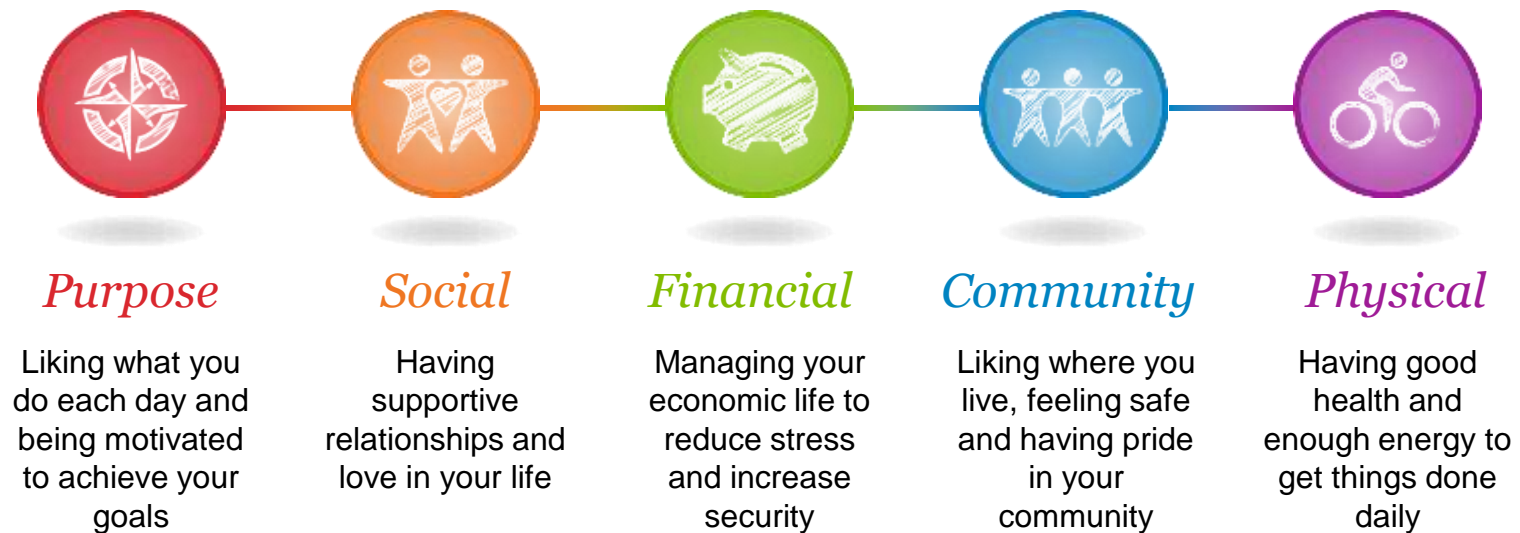 Purpose
Liking what you
do each day and
being motivated
to achieve your
goals
Social
Having
supportive
relationships and
love in your life
Financial
Managing your
economic life to
reduce stress
and increase
security
Community
Liking where you
live, feeling safe
and having pride
in your
community
Physical
Having good
health and
enough energy to
get things done
daily